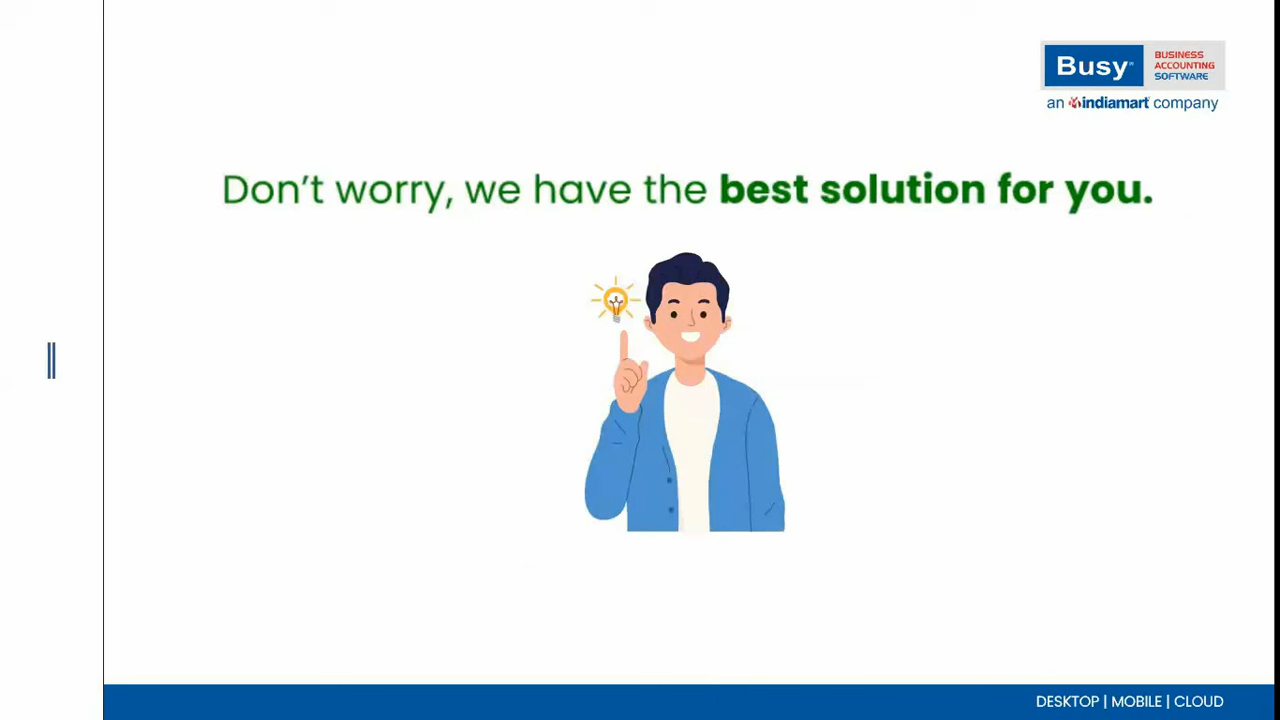 Busy
BUSINESS
ACCOUNTING
SOFTWARE
an indiamart company
Don't worry, we have the best solution for you.
DESKTOP | MOBILE | CLOUD